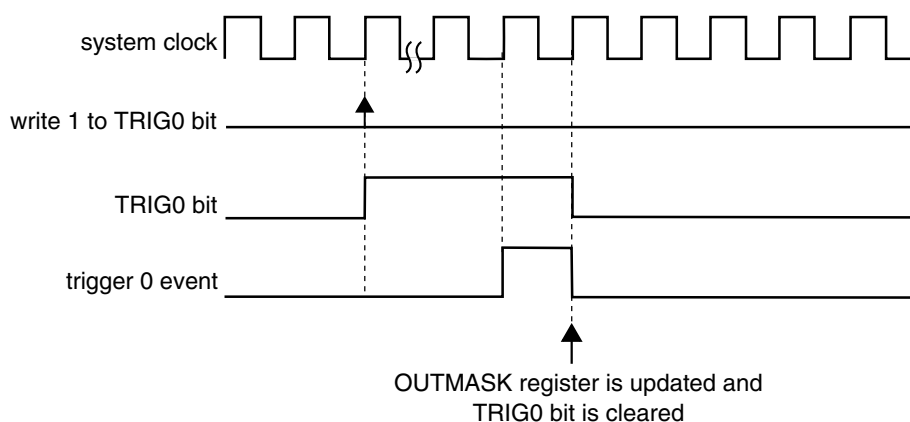 system clock
write 1 to TRIG0 bit
TRIG0 bit
trigger 0 event
OUTMASK register is updated and
TRIG0 bit is cleared